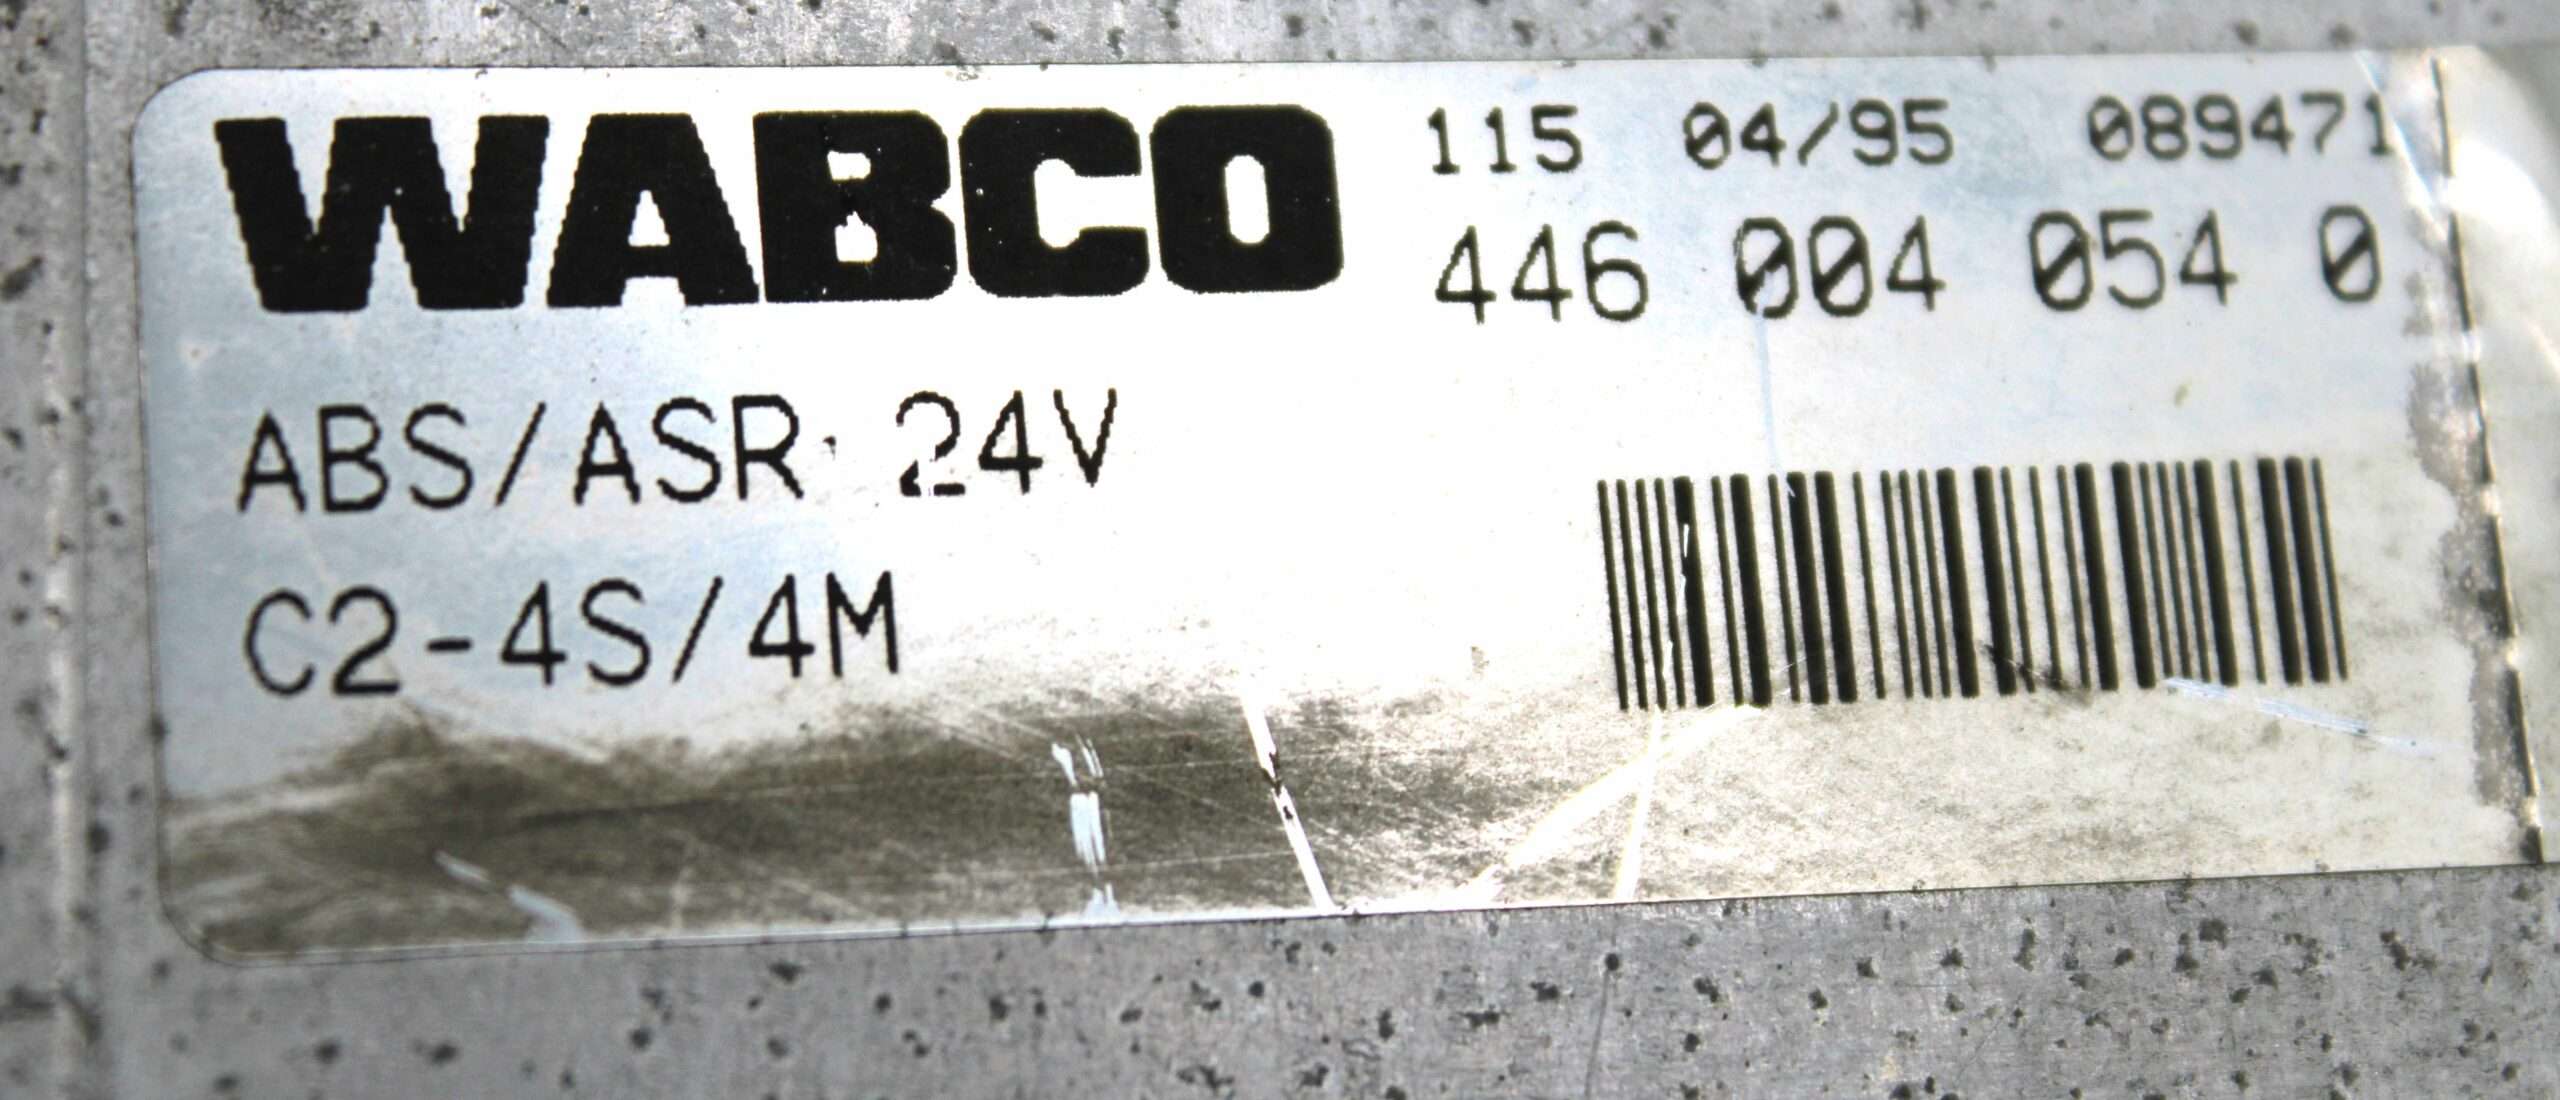 WABCO 115 04/95 089471
446 004 054 0
ABS/ASR 24V
C2-4S/4M